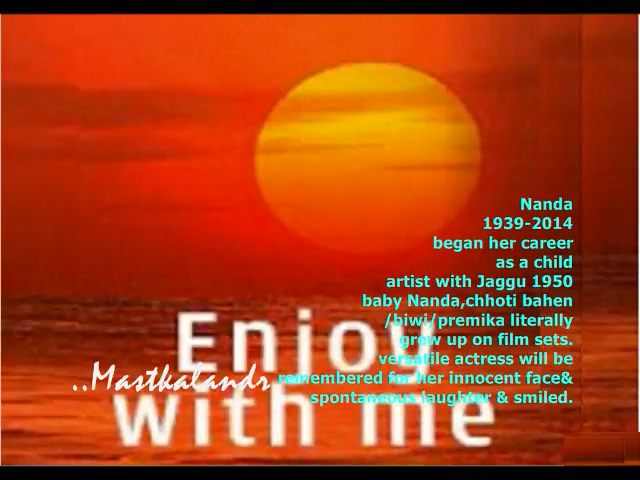 Nanda
1939-2014
began her career
as a child
artist with Jaggu 1950
baby Nanda,chhoti bahen
/biwi/premika literally
grew up on film sets.
versatile actress will be
remembered for her innocent face&
spontaneous laughter & smiled.
Enjoy
..Mastkalandr
with me